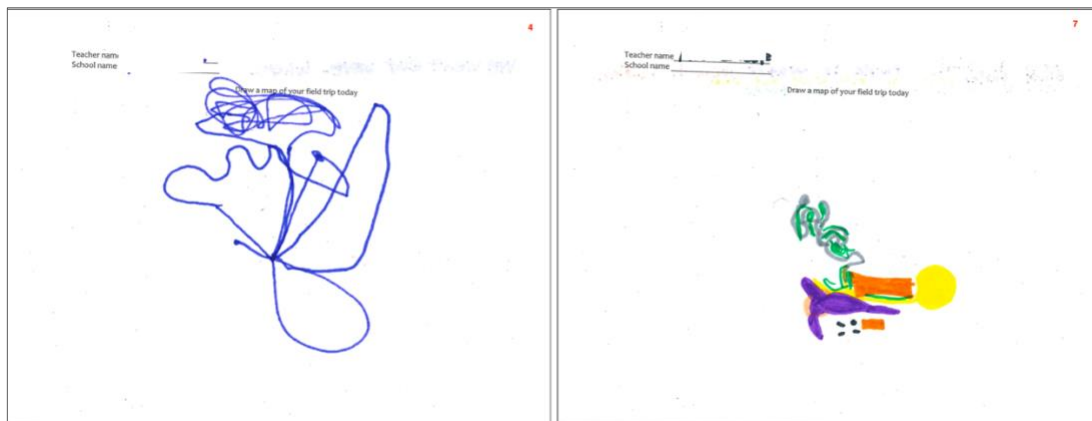 4
Teacher name
School name
Draw a map of your field trip today
7
Teacher name
School name
Draw a map of your field trip today